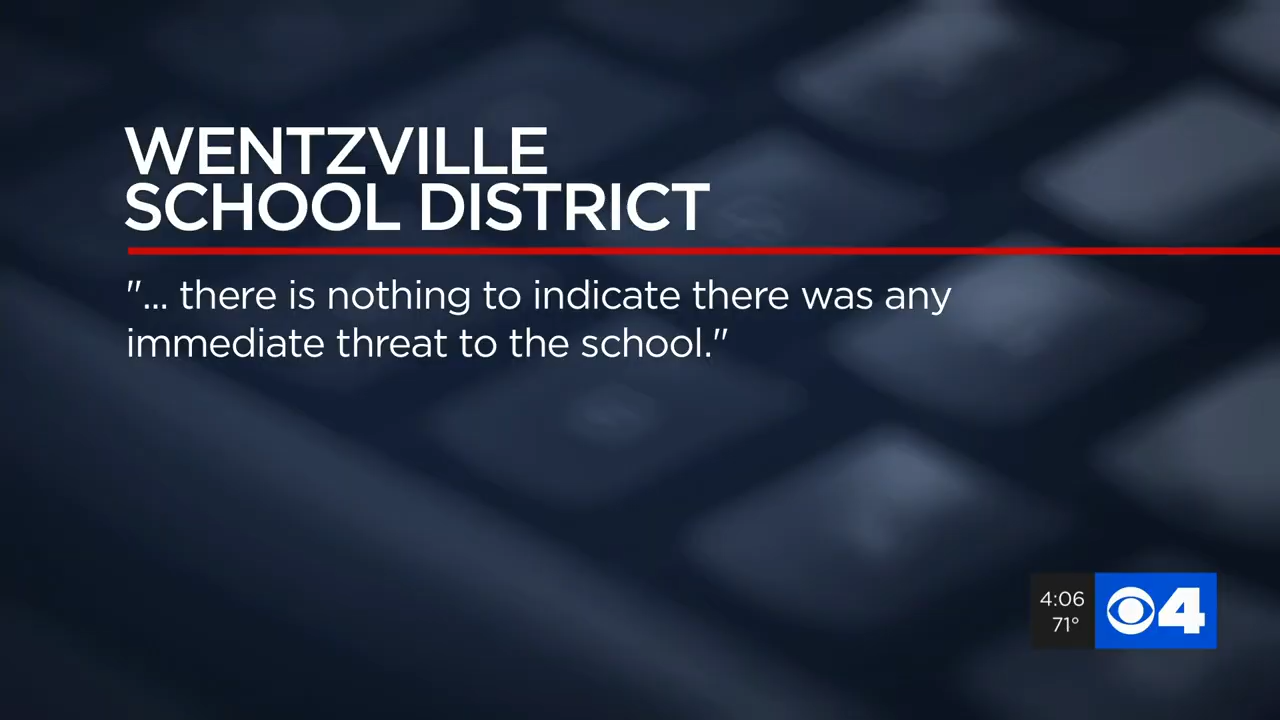 WENTZVILLE
SCHOOL DISTRICT
"... there is nothing to indicate there was any
immediate threat to the school."
4:06
71°
4